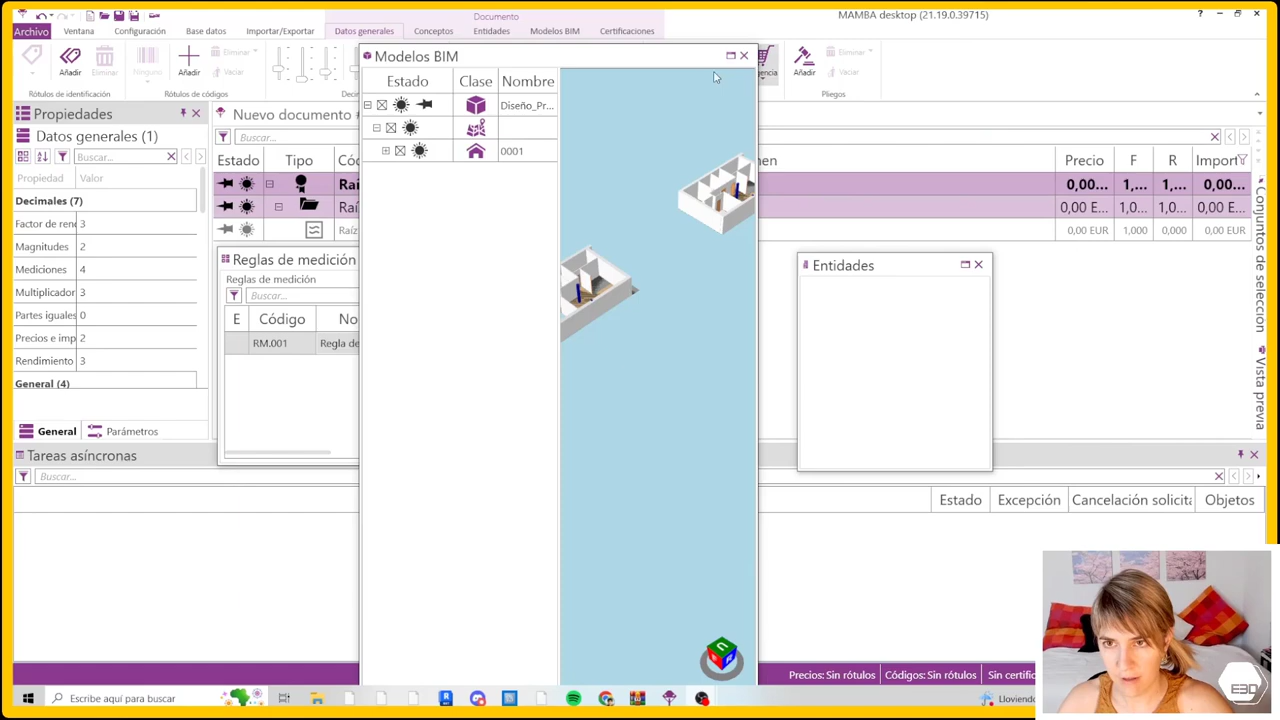 Documento
MAMBA desktop (21.19.0.39715)
Archivo Ventana Configuración Base datos Importar/Exportar Datos generales Conceptos Entidades Modelos BIM Certificaciones
Añadir Eliminar Ninguno Añadir Eliminar Vaciar Añadir Eliminar Vaciar
Rótulos de identificación Rótulos de códigos Pliegos
Modelos BIM
Estado Clase Nombre
Diseño_Pr...
0001
Propiedades
Datos generales (1)
Buscar...
Propiedad Valor
Decimales (7)
Factor de ren 3
Magnitudes 2
Mediciones 4
Multiplicador 3
Partes iguales 0
Precios e imp 2
Rendimiento 3
General (4)
General Parámetros
Nuevo documento
Buscar...
Estado Tipo Precio F R Import
0,00... 1,... 0,00...
0,00 E... 1,0... 0,00 E...
0,00 EUR 1,000 0,000 0,00 EUR
Reglas de medición
Reglas de medición
Buscar...
E Código
RM.001 Regla de
Entidades
Conjuntos de selección
Vista previa
Tareas asíncronas
Buscar...
Estado Excepción Cancelación solicita Objetos
Precios: Sin rótulos Códigos: Sin rótulos
Escribe aquí para buscar
Lloviendo
E3D